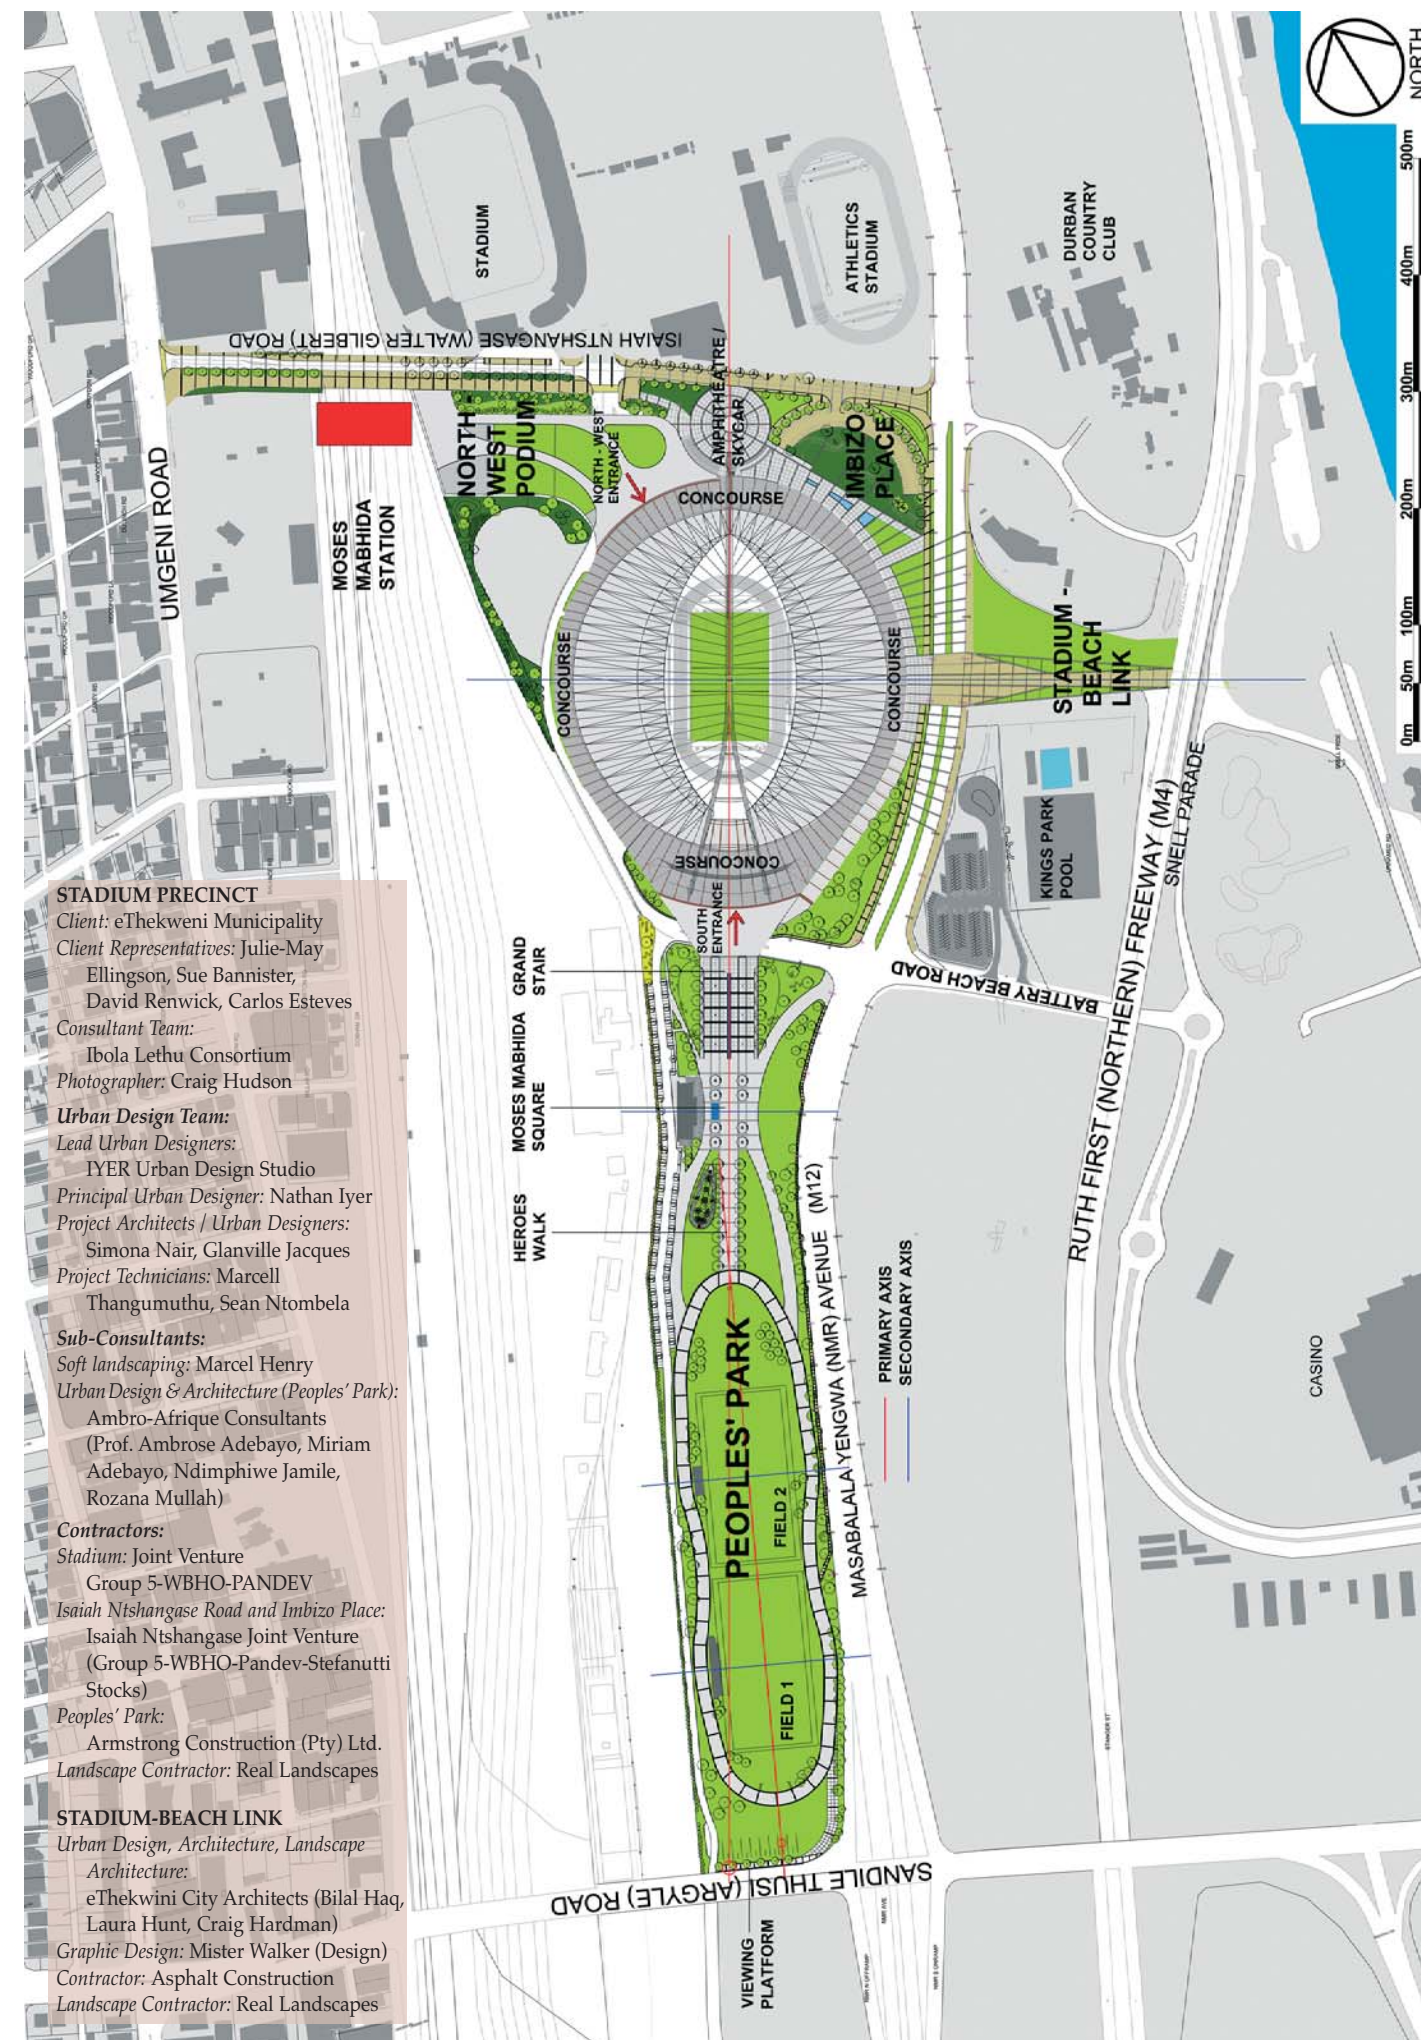 NORTH
0m 50m 100m 200m 300m 400m 500m
STADIUM
ATHLETICS
STADIUM
DURBAN
COUNTRY
CLUB
ISAIAH NTSHANGASE (WALTER GILBERT) ROAD
UMGENI ROAD
MOSES
MABHIDA
STATION
NORTH -
WEST
PODIUM
NORTH - WEST
ENTRANCE
AMPHITHEATRE /
SKYCAR
IMBIZO
PLACE
CONCOURSE
CONCOURSE
CONCOURSE
CONCOURSE
STADIUM -
BEACH
LINK
KINGS PARK
POOL
RUTH FIRST (NORTHERN) FREEWAY (M4)
SNELL PARADE
BATTERY BEACH ROAD
SOUTH
ENTRANCE
GRAND
STAIR
MOSES MABHIDA
SQUARE
HEROES
WALK
MASABALALA YENGWA (NMR) AVENUE (M12)
PRIMARY AXIS
SECONDARY AXIS
PEOPLES' PARK
FIELD 2
FIELD 1
CASINO
STANGER ST
SANDILE THUSI (ARGYLE) ROAD
VIEWING
PLATFORM
STADIUM PRECINCT
Client: eThekweni Municipality
Client Representatives: Julie-May
Ellingson, Sue Bannister,
David Renwick, Carlos Esteves
Consultant Team:
Ibola Lethu Consortium
Photographer: Craig Hudson
Urban Design Team:
Lead Urban Designers:
IYER Urban Design Studio
Principal Urban Designer: Nathan Iyer
Project Architects / Urban Designers:
Simona Nair, Glanville Jacques
Project Technicians: Marcell
Thangumuthu, Sean Ntombela
Sub-Consultants:
Soft landscaping: Marcel Henry
Urban Design & Architecture (Peoples' Park):
Ambro-Afrique Consultants
(Prof. Ambrose Adebayo, Miriam
Adebayo, Ndimphiwe Jamile,
Rozana Mullah)
Contractors:
Stadium: Joint Venture
Group 5-WBHO-PANDEV
Isaiah Ntshangase Road and Imbizo Place:
Isaiah Ntshangase Joint Venture
(Group 5-WBHO-Pandev-Stefanutti
Stocks)
Peoples' Park:
Armstrong Construction (Pty) Ltd.
Landscape Contractor: Real Landscapes
STADIUM-BEACH LINK
Urban Design, Architecture, Landscape
Architecture:
eThekwini City Architects (Bilal Haq,
Laura Hunt, Craig Hardman)
Graphic Design: Mister Walker (Design)
Contractor: Asphalt Construction
Landscape Contractor: Real Landscapes